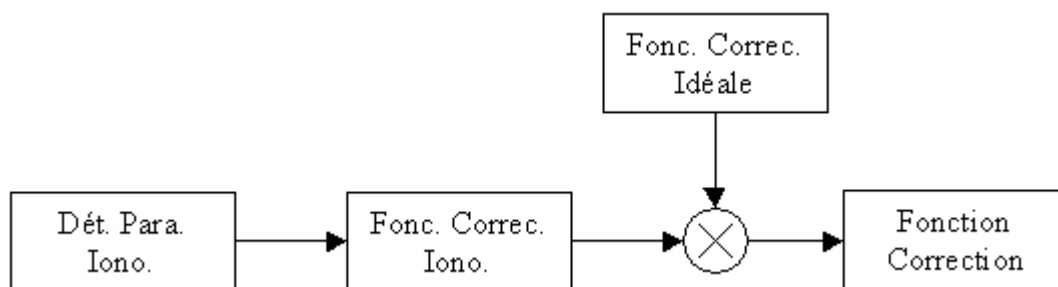 Fonc. Correc.
Idéale
Dét. Para.
Iono.
Fonc. Correc.
Iono.
Fonction
Correction